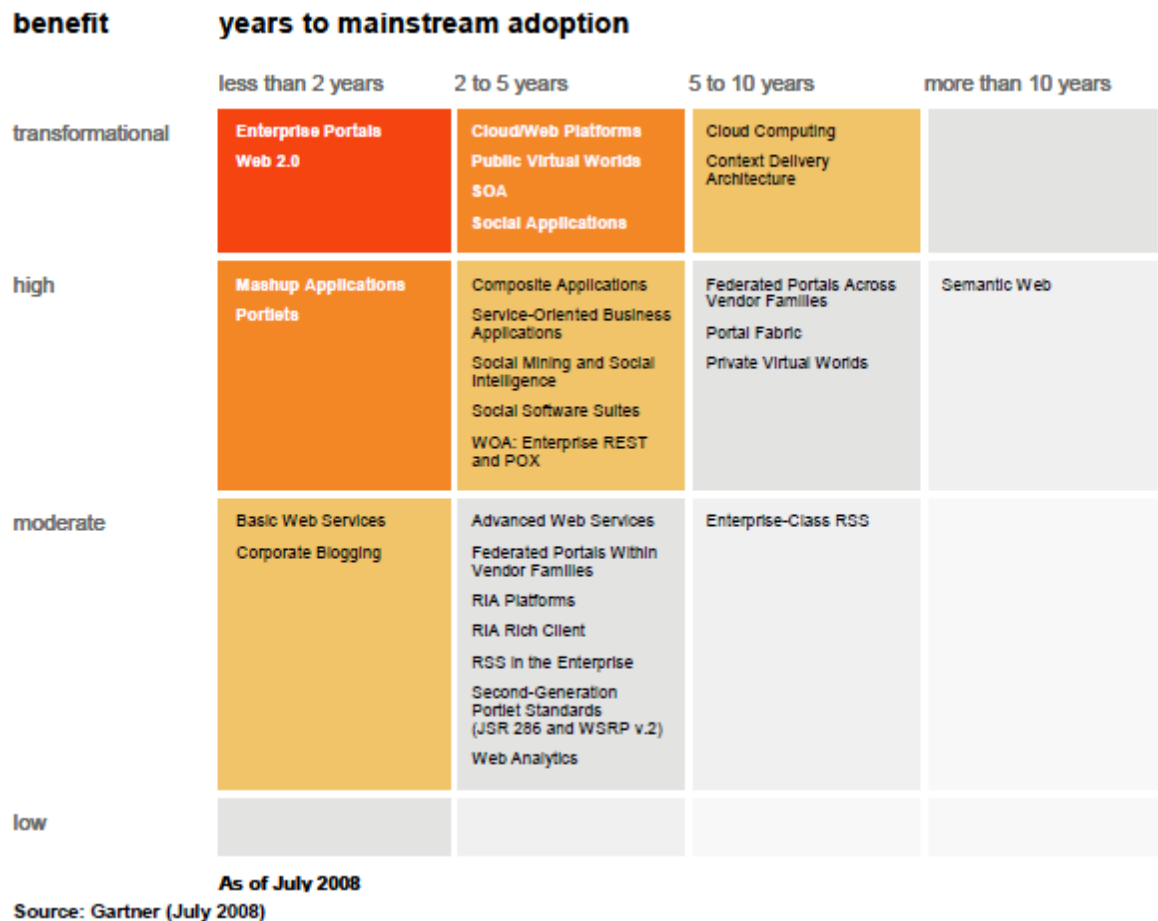 benefit years to mainstream adoption
less than 2 years 2 to 5 years 5 to 10 years more than 10 years
transformational
Enterprise Portals
Web 2.0
Cloud/Web Platforms
Public Virtual Worlds
SOA
Social Applications
Cloud Computing
Context Delivery
Architecture
high
Mashup Applications
Portlets
Composite Applications
Service-Oriented Business
Applications
Social Mining and Social
Intelligence
Social Software Suites
WOA: Enterprise REST
and POX
Federated Portals Across
Vendor Families
Portal Fabric
Private Virtual Worlds
Semantic Web
moderate
Basic Web Services
Corporate Blogging
Advanced Web Services
Federated Portals Within
Vendor Families
RIA Platforms
RIA Rich Client
RSS in the Enterprise
Second-Generation
Portlet Standards
(JSR 286 and WSRP v.2)
Web Analytics
Enterprise-Class RSS
low
As of July 2008
Source: Gartner (July 2008)